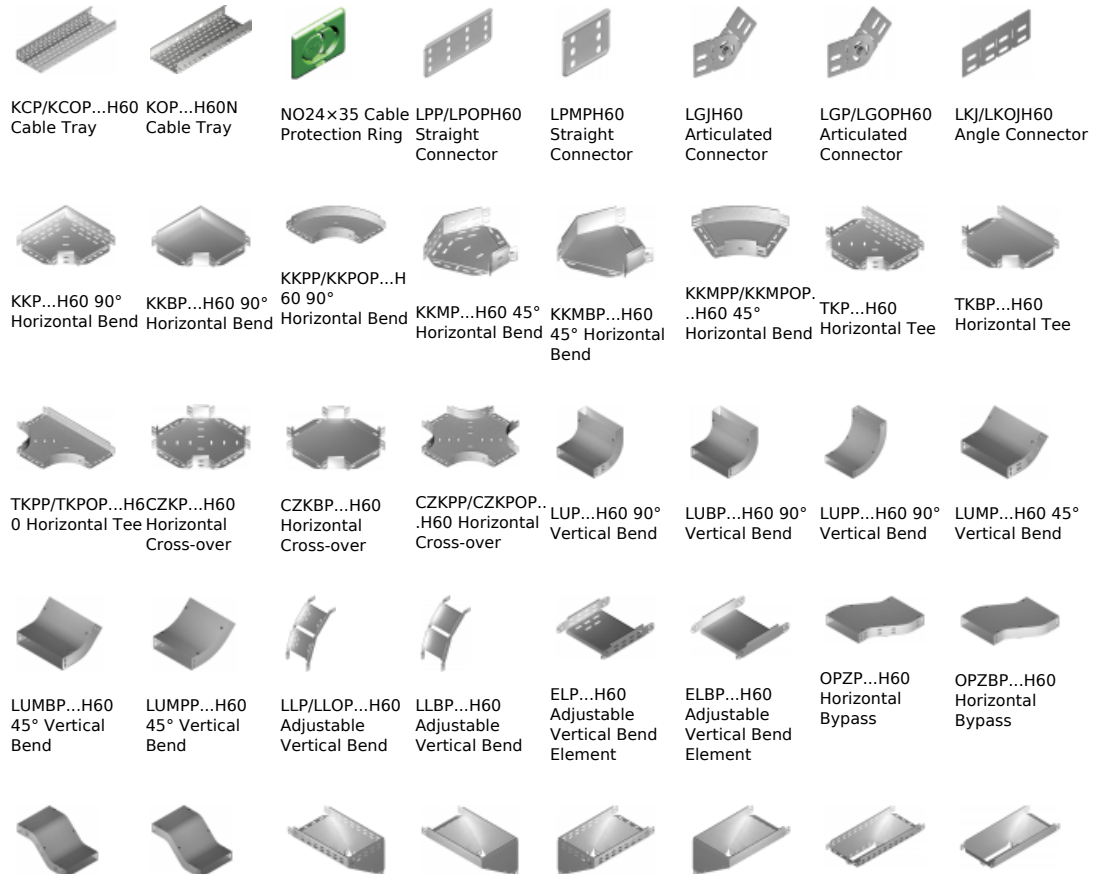 KCP/KCOP...H60
Cable Tray
KOP...H60N
Cable Tray
NO24×35 Cable
Protection Ring
LPP/LPOPH60
Straight
Connector
LPMPH60
Straight
Connector
LGJH60
Articulated
Connector
LGP/LGOPH60
Articulated
Connector
LKJ/LKOJH60
Angle Connector
KKP...H60 90°
Horizontal Bend
KKBP...H60 90°
Horizontal Bend
KKPP/KKPOP...H
60 90°
Horizontal Bend
KKMP...H60 45°
Horizontal Bend
KKMBP...H60
45° Horizontal
Bend
KKMPP/KKMPOP.
..H60 45°
Horizontal Bend
TKP...H60
Horizontal Tee
TKBP...H60
Horizontal Tee
TKPP/TKPOP...H6
0 Horizontal Tee
CZKP...H60
Horizontal
Cross-over
CZKBP...H60
Horizontal
Cross-over
CZKPP/CZKPOP..
.H60 Horizontal
Cross-over
LUP...H60 90°
Vertical Bend
LUBP...H60 90°
Vertical Bend
LUPP...H60 90°
Vertical Bend
LUMP...H60 45°
Vertical Bend
LUMBP...H60
45° Vertical
Bend
LUMPP...H60
45° Vertical
Bend
LLP/LLOP...H60
Adjustable
Vertical Bend
LLBP...H60
Adjustable
Vertical Bend
ELP...H60
Adjustable
Vertical Bend
Element
ELBP...H60
Adjustable
Vertical Bend
Element
OPZP...H60
Horizontal
Bypass
OPZBP...H60
Horizontal
Bypass